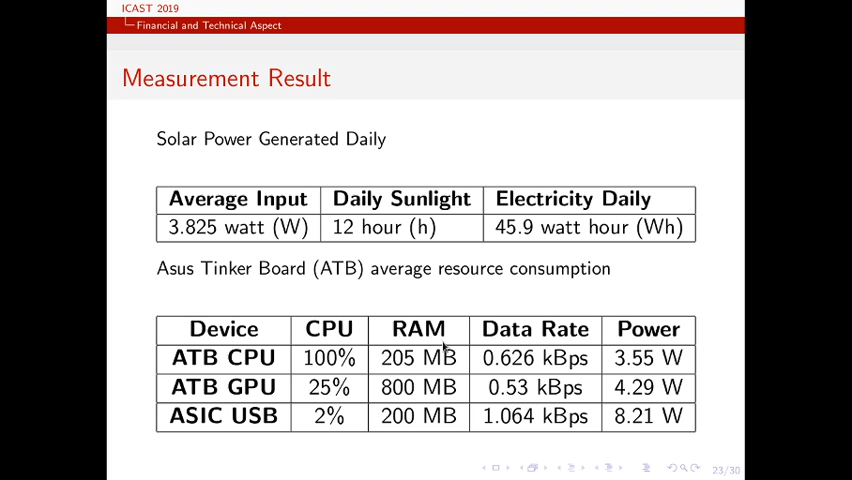 ICAST 2019
Financial and Technical Aspect
Measurement Result
Solar Power Generated Daily
Average Input Daily Sunlight Electricity Daily
3.825 watt (W) 12 hour (h) 45.9 watt hour (Wh)
Asus Tinker Board (ATB) average resource consumption
Device CPU RAM Data Rate Power
ATB CPU 100% 205 MB 0.626 kBps 3.55 W
ATB GPU 25% 800 MB 0.53 kBps 4.29 W
ASIC USB 2% 200 MB 1.064 kBps 8.21 W
23/30